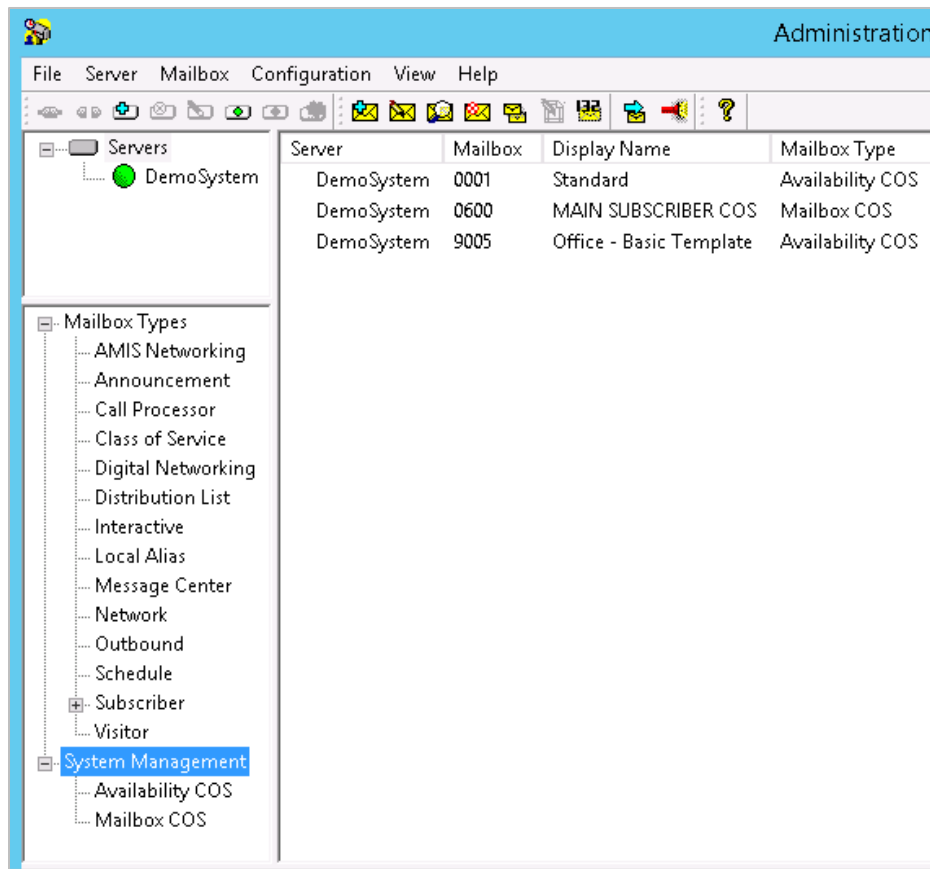 Administration
File Server Mailbox Configuration View Help
Servers
DemoSystem
Server Mailbox Display Name Mailbox Type
DemoSystem 0001 Standard Availability COS
DemoSystem 0600 MAIN SUBSCRIBER COS Mailbox COS
DemoSystem 9005 Office - Basic Template Availability COS
Mailbox Types
AMIS Networking
Announcement
Call Processor
Class of Service
Digital Networking
Distribution List
Interactive
Local Alias
Message Center
Network
Outbound
Schedule
Subscriber
Visitor
System Management
Availability COS
Mailbox COS